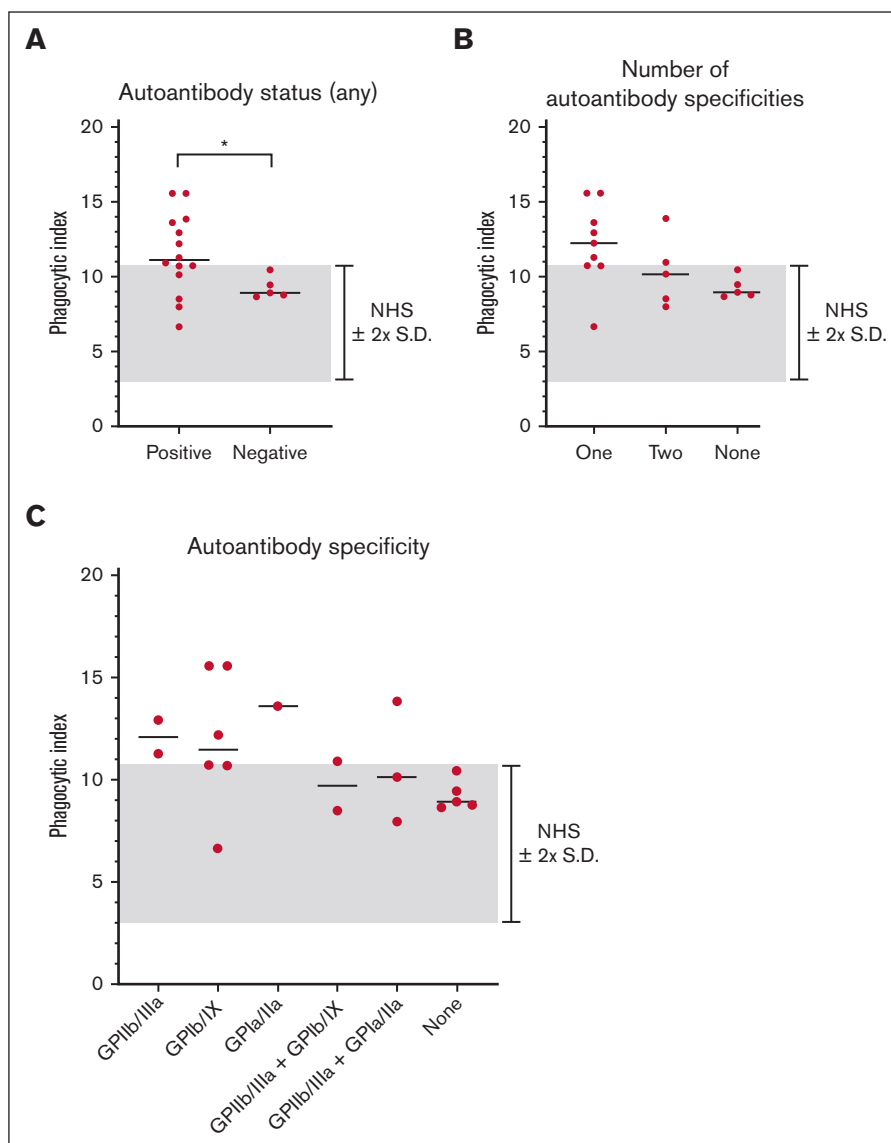 A
Autoantibody status (any)
20
15
10
5
0
Phagocytic index
*
NHS
± 2x S.D.
Positive Negative
B
Number of
autoantibody specificities
20
15
10
5
0
Phagocytic index
NHS
± 2x S.D.
One Two None
C
Autoantibody specificity
20
15
10
5
0
Phagocytic index
NHS
± 2x S.D.
GPIIb/IIIa
GPIb/IX
GPIa/IIa
GPIIb/IIIa + GPIb/IX
GPIIb/IIIa + GPIa/IIa
None